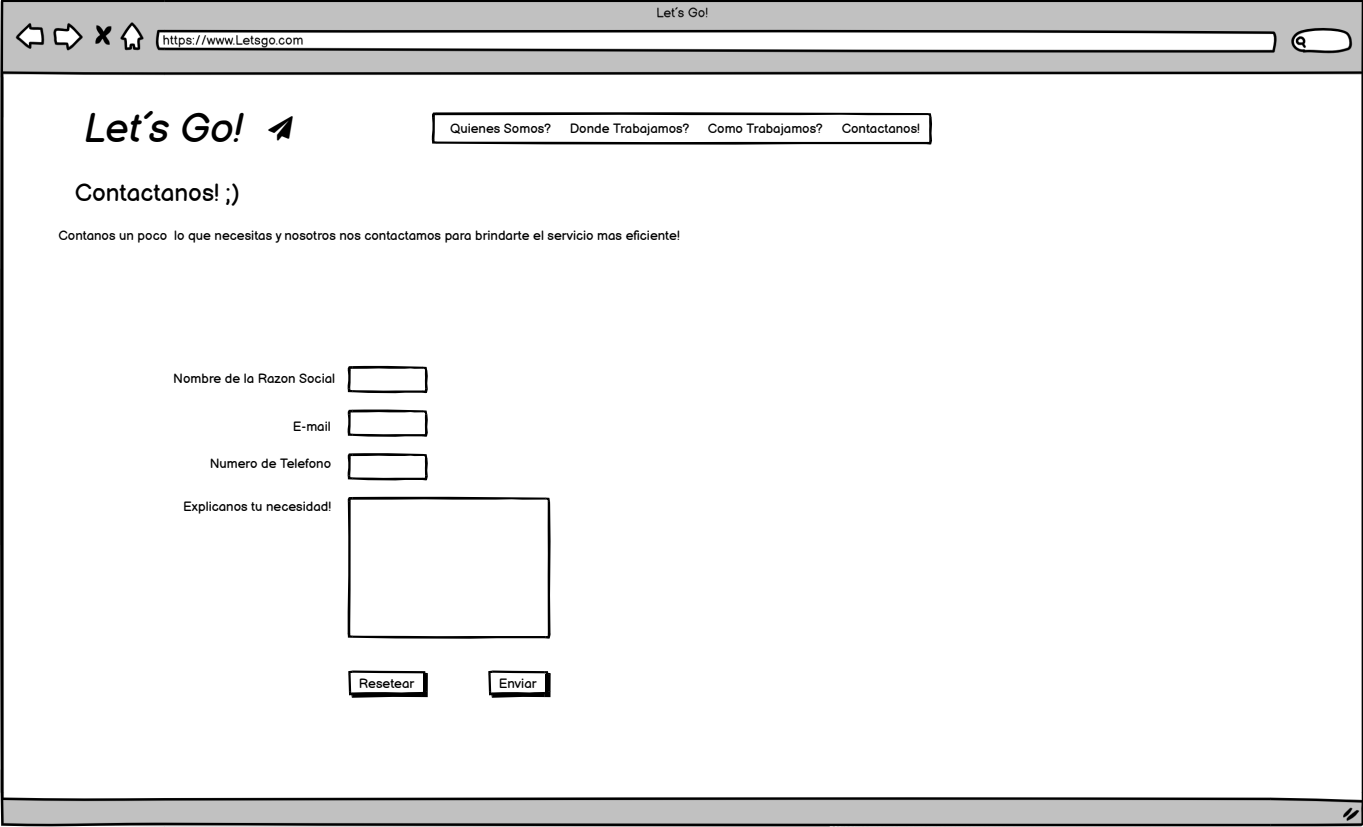 Let´s Go!
https://www.Letsgo.com
Let´s Go!
Quienes Somos? Donde Trabajamos? Como Trabajamos? Contactanos!
Contactanos! ;)
Contanos un poco  lo que necesitas y nosotros nos contactamos para brindarte el servicio mas eficiente!
Nombre de la Razon Social
E-mail
Numero de Telefono
Explicanos tu necesidad!
Resetear Enviar